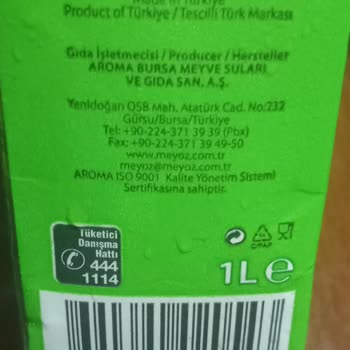 Made in Türkiye
Product of Türkiye / Tescilli Türk Markası
Gıda İşletmecisi / Producer / Hersteller
AROMA BURSA MEYVE SULARI
VE GIDA SAN. A.Ş.
Yenidoğan OSB Mah. Atatürk Cad. No:232
Gürsu/Bursa/Türkiye
Tel: +90-224-371 39 39 (Pbx)
Fax: +90-224-371 39 49-50
www.meyoz.com.tr
meyoz@meyoz.com.tr
AROMA ISO 9001 Kalite Yönetim Sistemi
Sertifikasına sahiptir.
Tüketici
Danışma
Hattı
444
1114
C/PAP
1L e